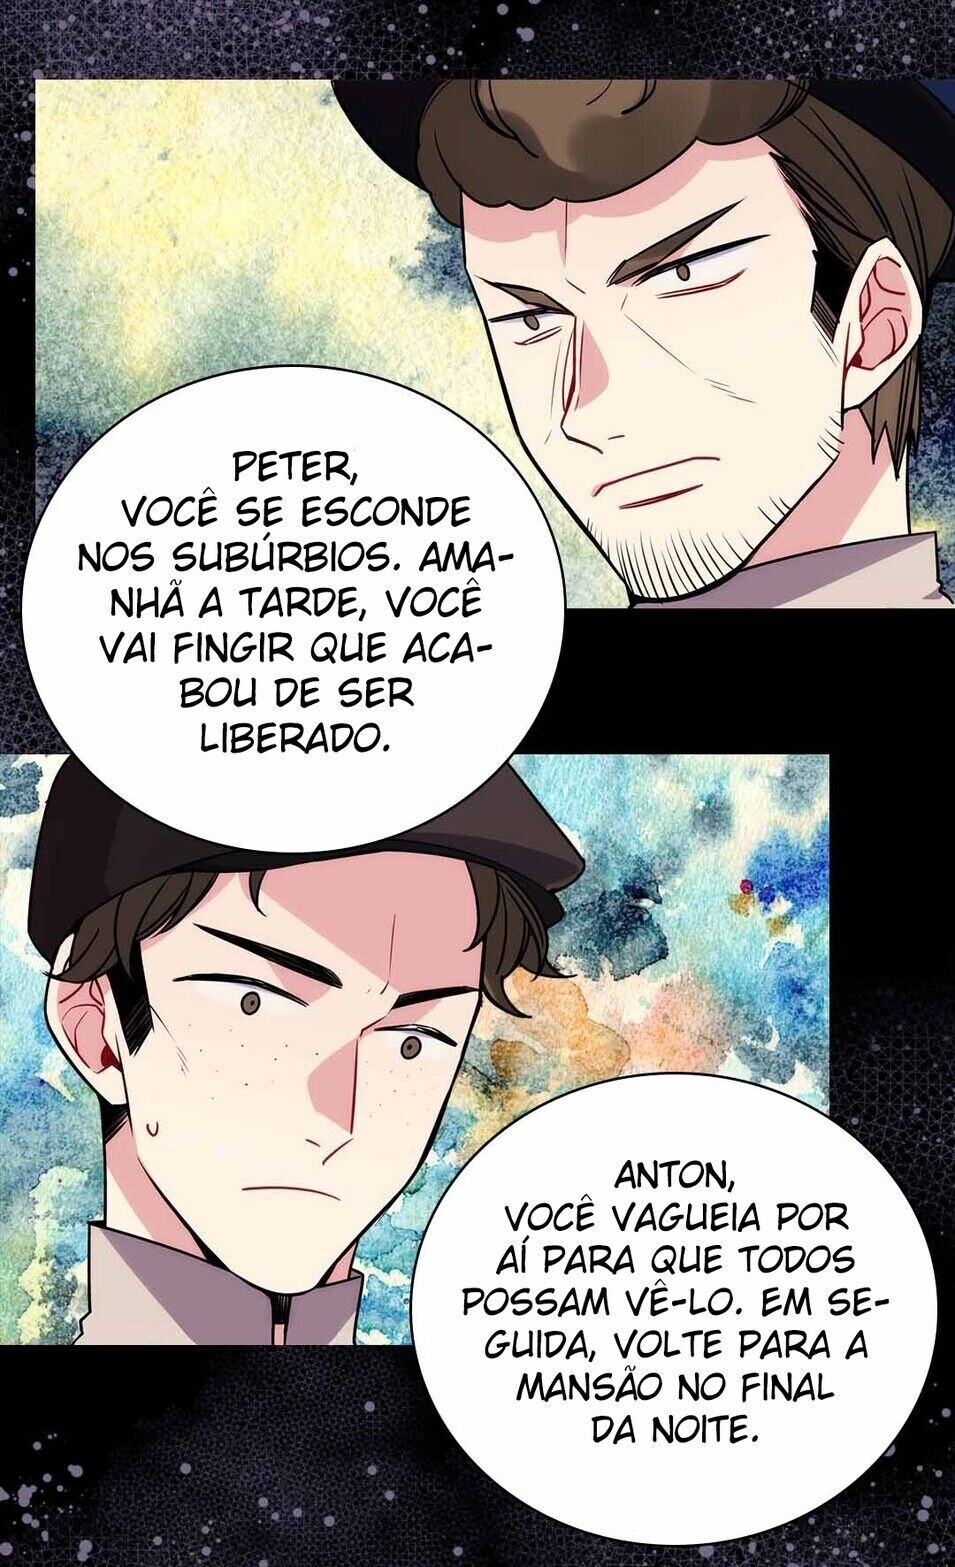 PETER,
VOCÊ SE ESCONDE
NOS SUBÚRBIOS. AMA-
NHÃ A TARDE, VOCÊ
VAI FINGIR QUE ACA-
BOU DE SER
LIBERADO.
ANTON,
VOCÊ VAGUEIA POR
AÍ PARA QUE TODOS
POSSAM VÊ-LO. EM SE-
GUIDA, VOLTE PARA A
MANSÃO NO FINAL
DA NOITE.